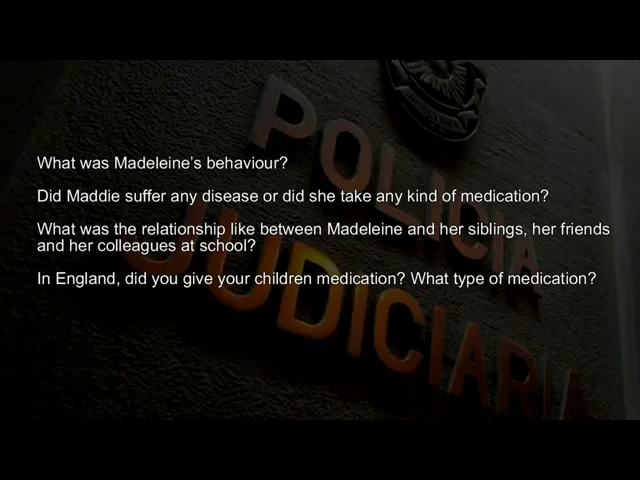 POLICIA
JUDICIARIA
What was Madeleine's behaviour?
Did Maddie suffer any disease or did she take any kind of medication?
What was the relationship like between Madeleine and her siblings, her friends
and her colleagues at school?
In England, did you give your children medication? What type of medication?